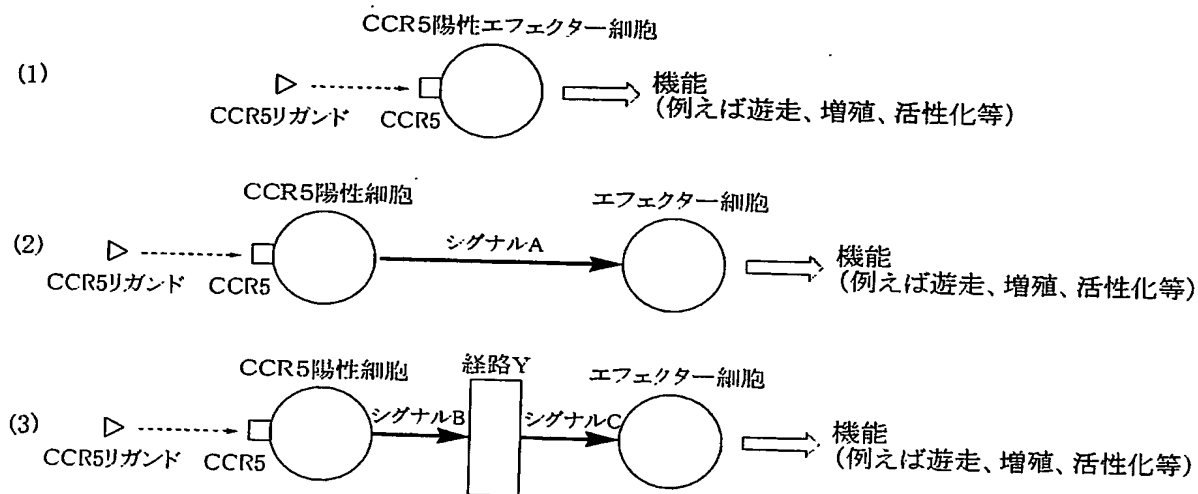 CCR5陽性エフェクター細胞
(1)
CCR5リガンド
CCR5
機能
(例えば遊走、増殖、活性化等)
CCR5陽性細胞
エフェクター細胞
(2)
シグナルA
CCR5リガンド
CCR5
機能
(例えば遊走、増殖、活性化等)
CCR5陽性細胞
経路Y
エフェクター細胞
(3)
シグナルB
シグナルC
CCR5リガンド
CCR5
機能
(例えば遊走、増殖、活性化等)